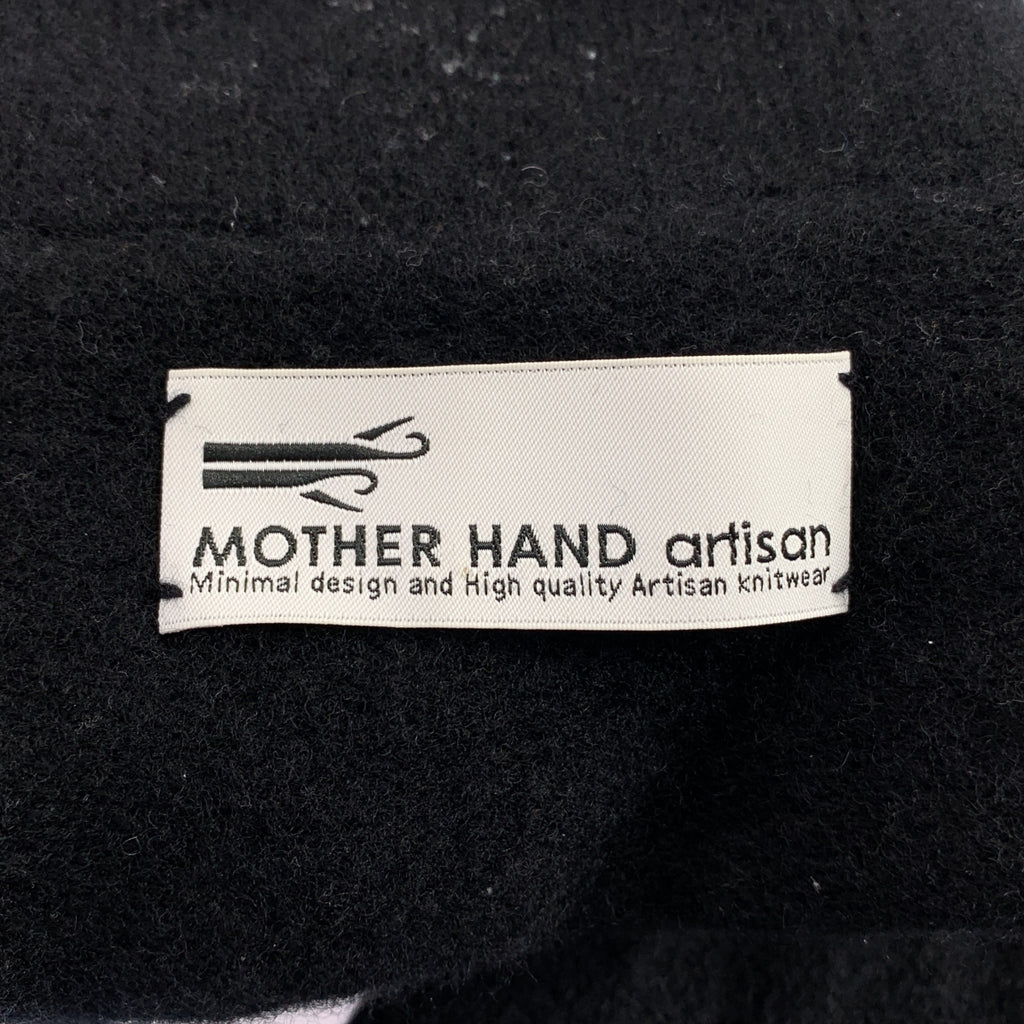 MOTHER HAND artisan
Minimal design and High quality Artisan knitwear